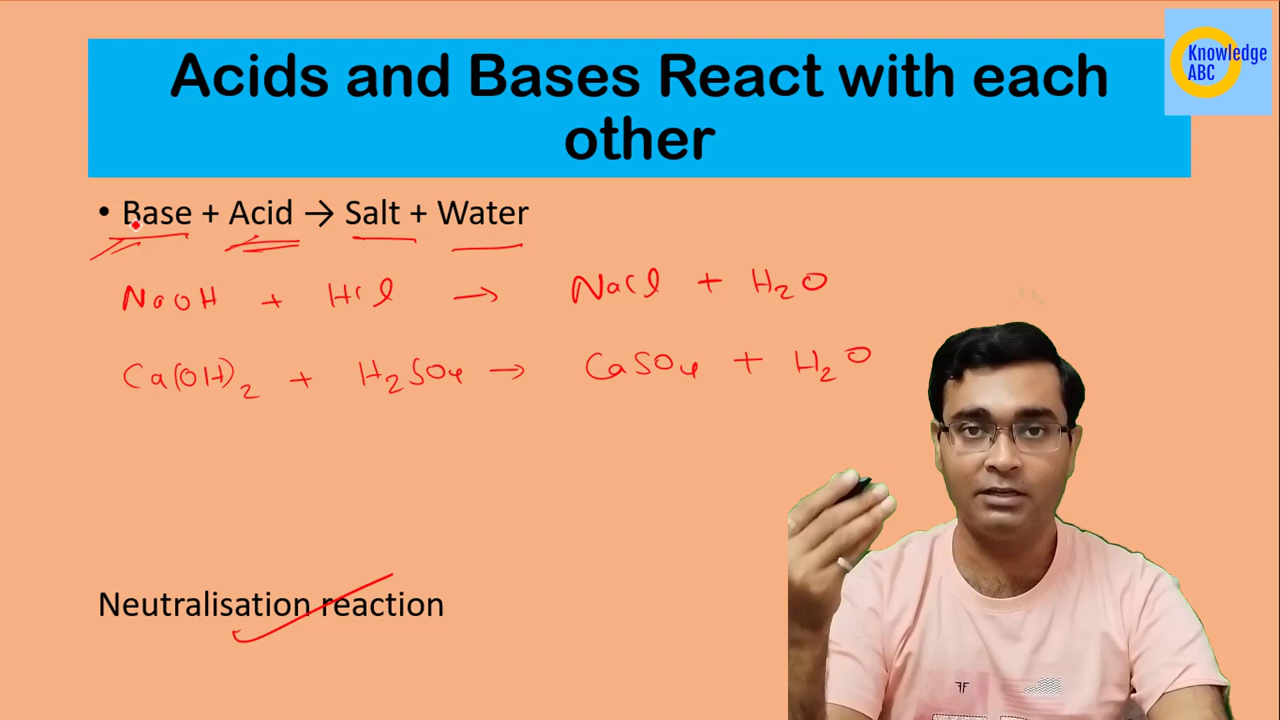 Knowledge
ABC
Acids and Bases React with each
other
• Base + Acid → Salt + Water
NaOH + HCl → NaCl + H₂O
Ca(OH)₂ + H₂SO₄ → CaSO₄ + H₂O
Neutralisation reaction